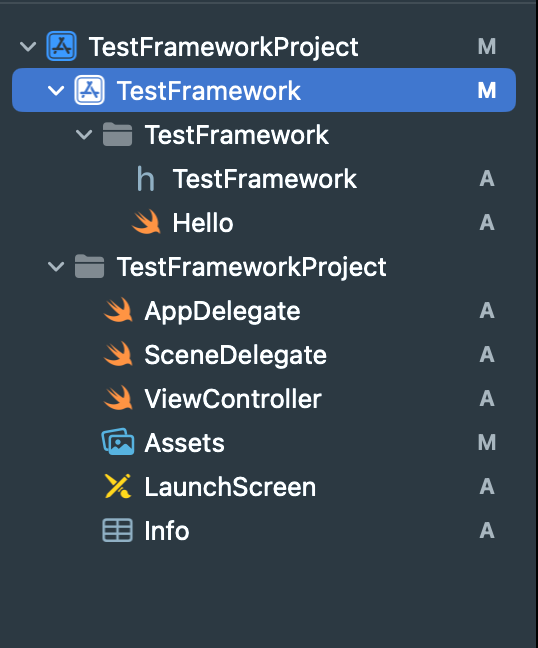 TestFrameworkProject M
TestFramework M
TestFramework
h TestFramework A
Hello A
TestFrameworkProject
AppDelegate A
SceneDelegate A
ViewController A
Assets M
LaunchScreen A
Info A